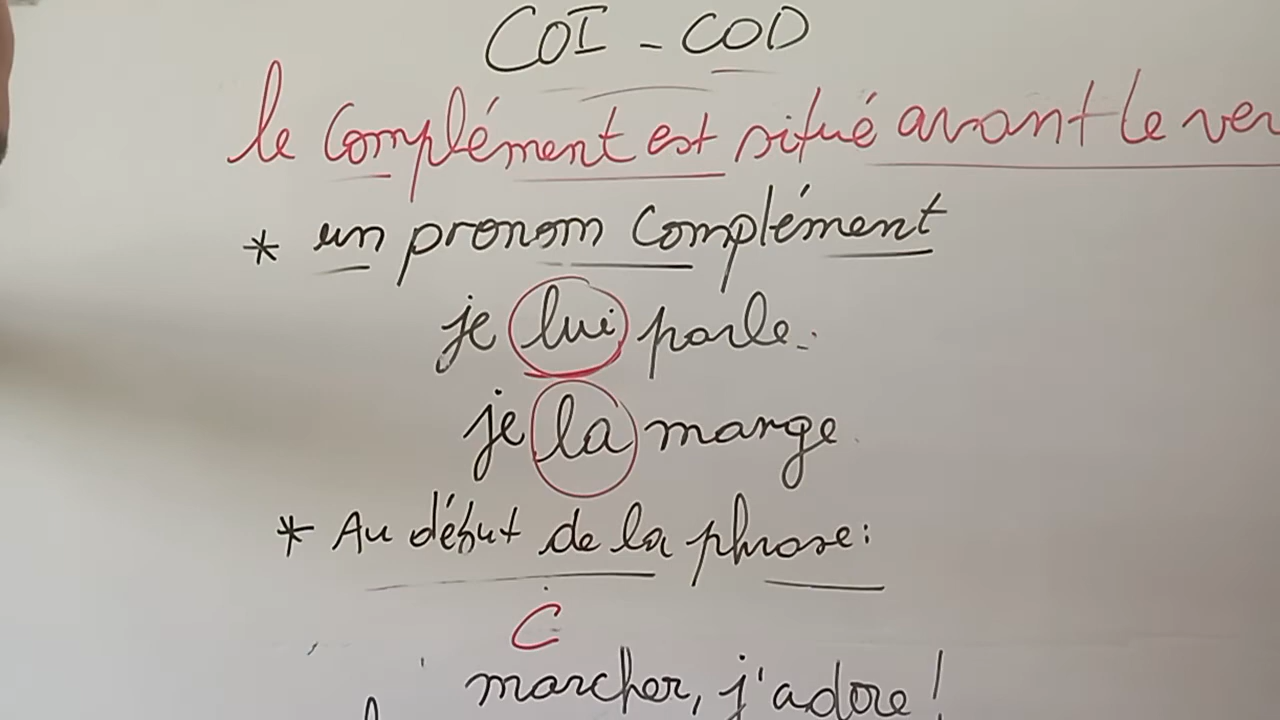 COI - COD
le complément est situé avant le ver
* un pronom complément
je lui parle.
je la mange
* Au début de la phrase:
C
marcher, j'adore!